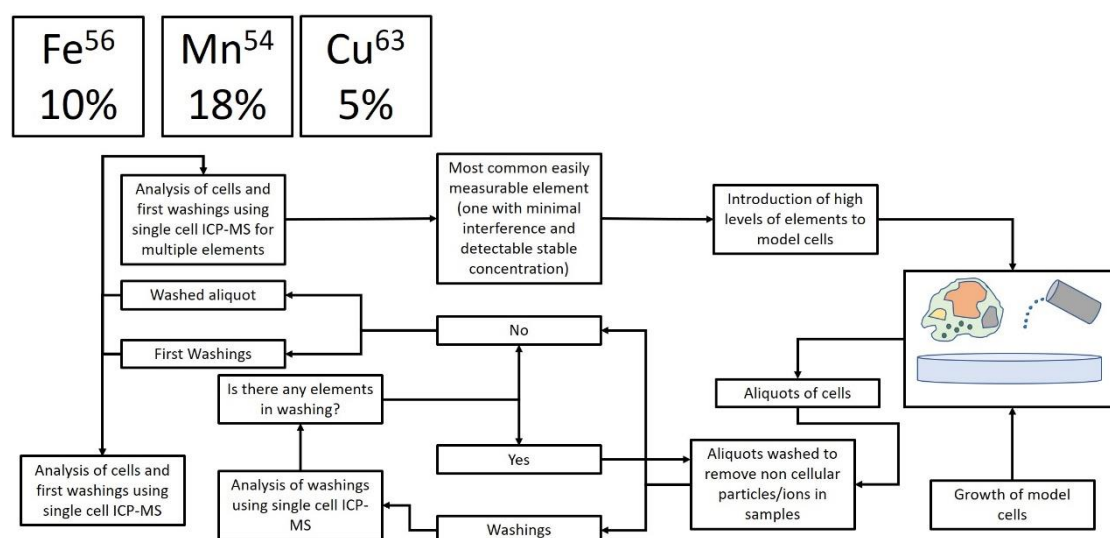 Fe⁵⁶
10%
Mn⁵⁴
18%
Cu⁶³
5%
Analysis of cells and
first washings using
single cell ICP-MS for
multiple elements
Most common easily
measurable element
(one with minimal
interference and
detectable stable
concentration)
Introduction of high
levels of elements to
model cells
Washed aliquot
First Washings
No
Is there any elements
in washing?
Yes
Aliquots of cells
Analysis of cells and
first washings using
single cell ICP-MS
Analysis of washings
using single cell ICP-
MS
Washings
Aliquots washed to
remove non cellular
particles/ions in
samples
Growth of model
cells